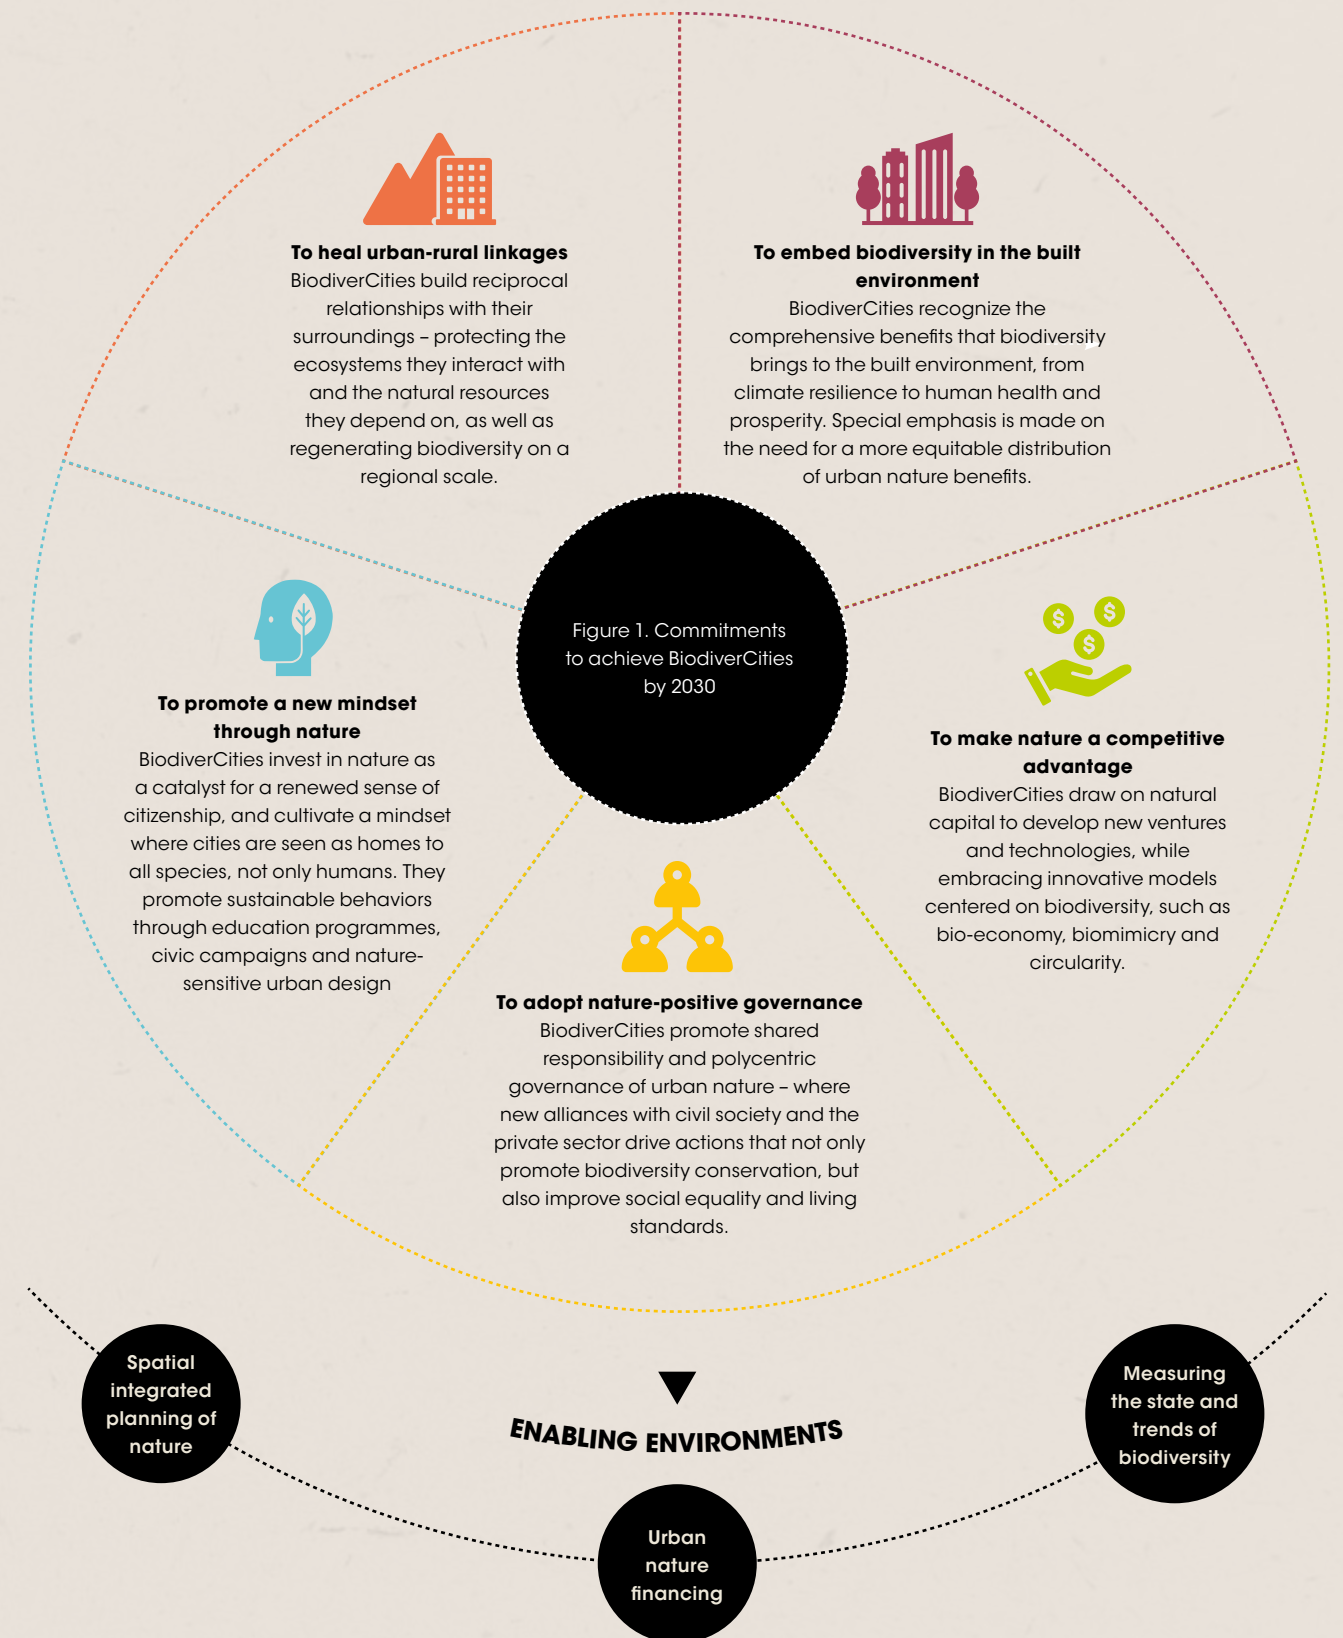 To heal urban-rural linkages
BiodiverCities build reciprocal
relationships with their
surroundings – protecting the
ecosystems they interact with
and the natural resources
they depend on, as well as
regenerating biodiversity on a
regional scale.
To embed biodiversity in the built
environment
BiodiverCities recognize the
comprehensive benefits that biodiversity
brings to the built environment, from
climate resilience to human health and
prosperity. Special emphasis is made on
the need for a more equitable distribution
of urban nature benefits.
Figure 1. Commitments
to achieve BiodiverCities
by 2030
To promote a new mindset
through nature
BiodiverCities invest in nature as
a catalyst for a renewed sense of
citizenship, and cultivate a mindset
where cities are seen as homes to
all species, not only humans. They
promote sustainable behaviors
through education programmes,
civic campaigns and nature-
sensitive urban design
$
$
$
To make nature a competitive
advantage
BiodiverCities draw on natural
capital to develop new ventures
and technologies, while
embracing innovative models
centered on biodiversity, such as
bio-economy, biomimicry and
circularity.
To adopt nature-positive governance
BiodiverCities promote shared
responsibility and polycentric
governance of urban nature – where
new alliances with civil society and the
private sector drive actions that not only
promote biodiversity conservation, but
also improve social equality and living
standards.
ENABLING ENVIRONMENTS
Spatial
integrated
planning of
nature
Urban
nature
financing
Measuring
the state and
trends of
biodiversity